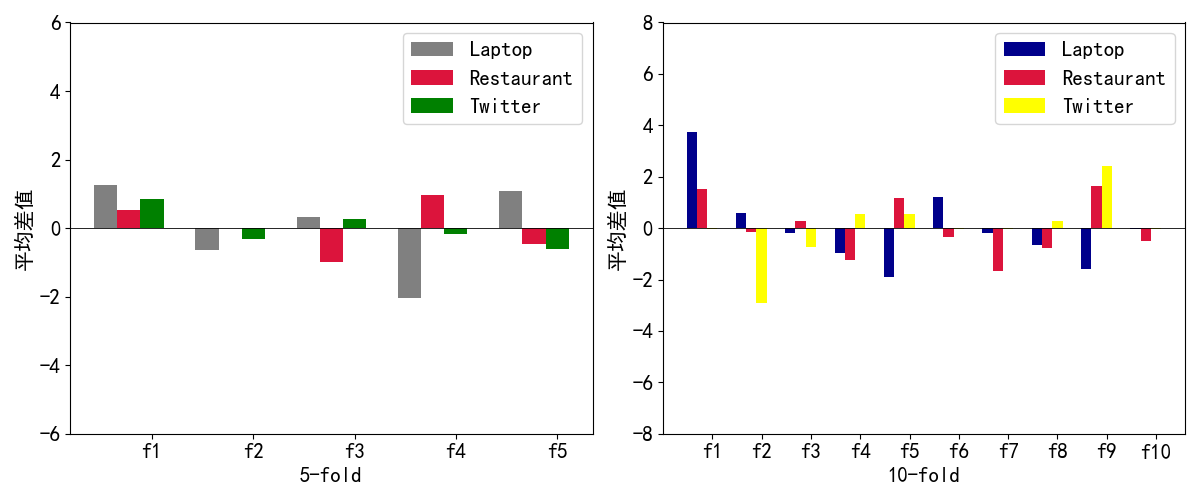 6
4
2
0
−2
−4
−6
平均差值
Laptop
Restaurant
Twitter
f1 f2 f3 f4 f5
5-fold
8
6
4
2
0
−2
−4
−6
−8
平均差值
Laptop
Restaurant
Twitter
f1 f2 f3 f4 f5 f6 f7 f8 f9 f10
10-fold